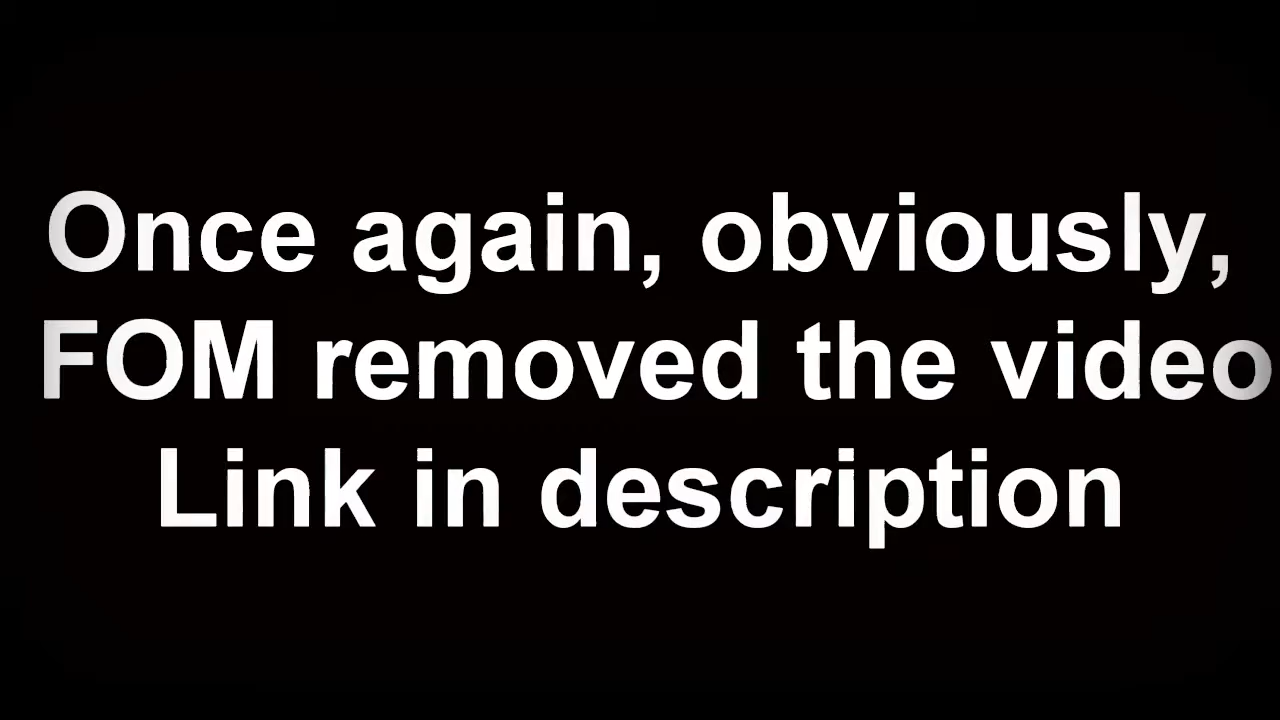 Once again, obviously,
FOM removed the video
Link in description